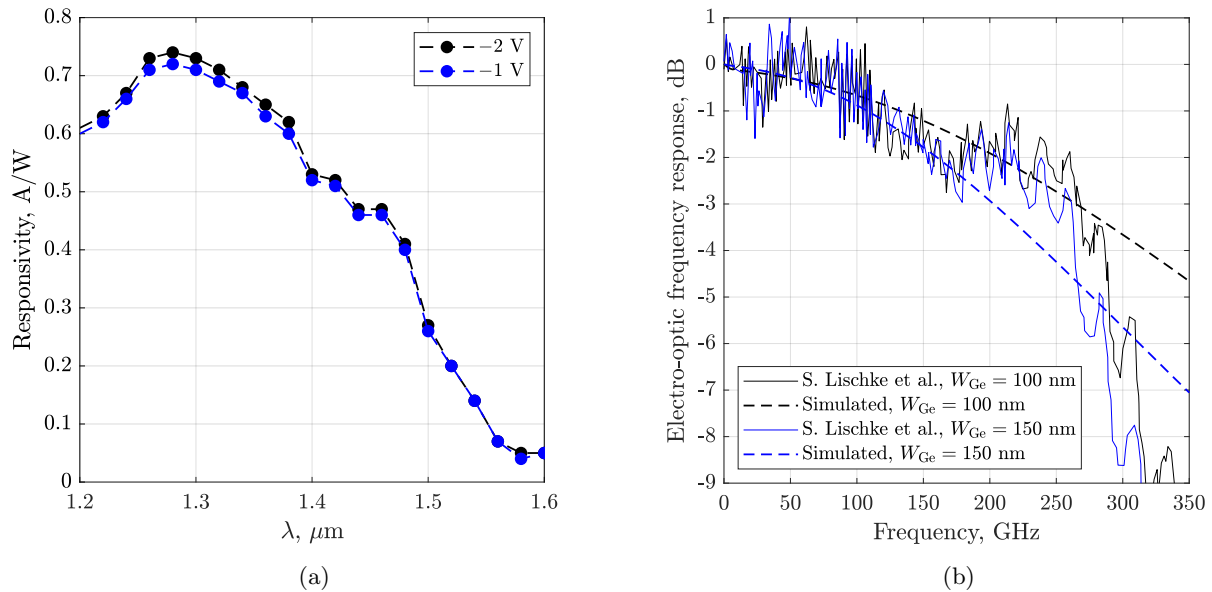 0.8
0.7
0.6
0.5
0.4
0.3
0.2
0.1
0
1.2 1.3 1.4 1.5 1.6
Responsivity, A/W
λ, μm
−2 V
−1 V
(a)
1
0
-1
-2
-3
-4
-5
-6
-7
-8
-9
0 50 100 150 200 250 300 350
Electro-optic frequency response, dB
Frequency, GHz
S. Lischke et al., W_Ge = 100 nm
Simulated, W_Ge = 100 nm
S. Lischke et al., W_Ge = 150 nm
Simulated, W_Ge = 150 nm
(b)